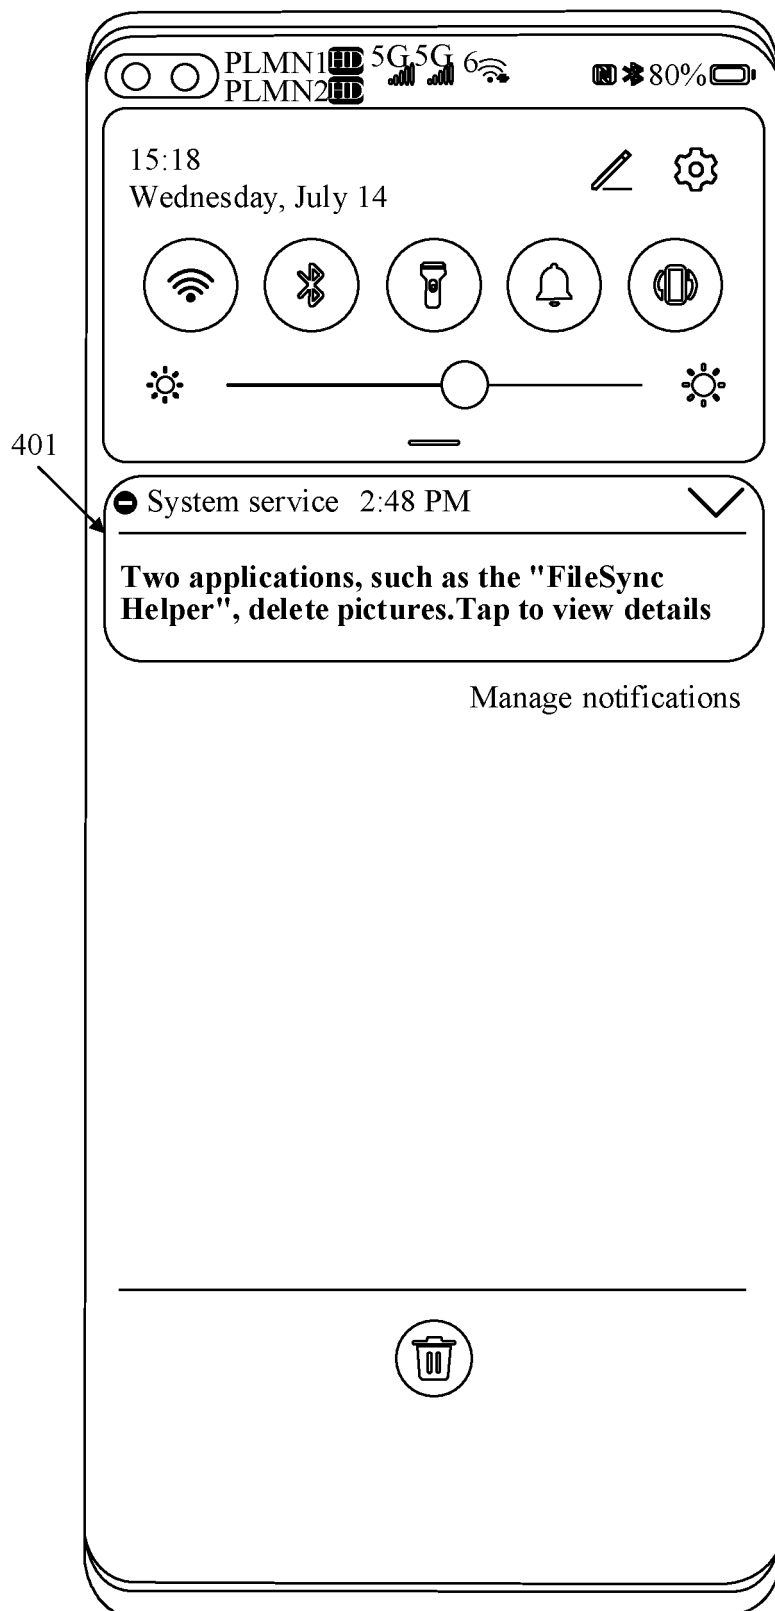 PLMN1 HD 5G 5G 6 N 80%
PLMN2 HD
15:18
Wednesday, July 14
401
System service 2:48 PM
Two applications, such as the "FileSync
Helper", delete pictures.Tap to view details
Manage notifications